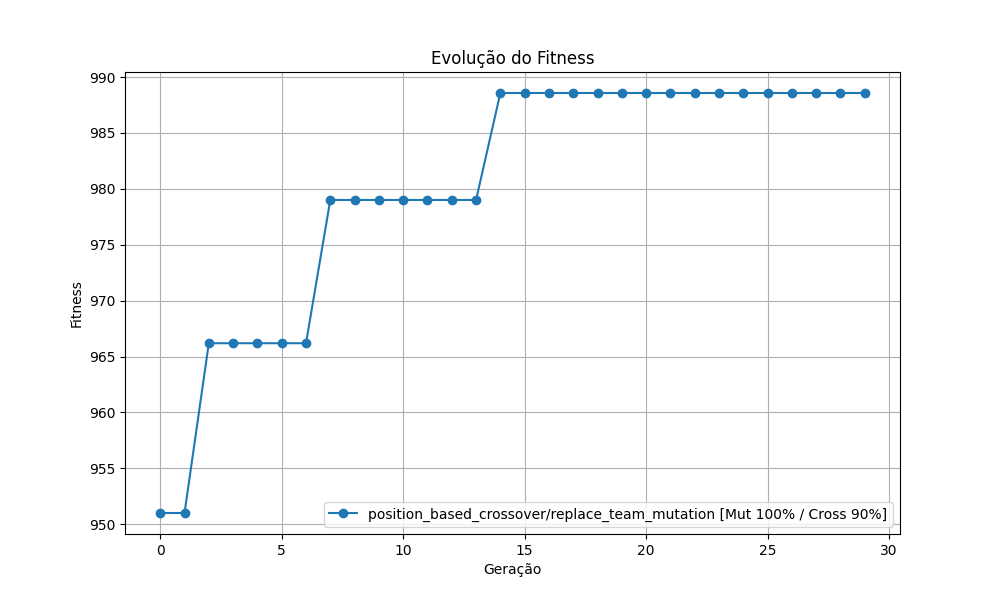 Evolução do Fitness
990
985
980
975
970
965
960
955
950
Fitness
position_based_crossover/replace_team_mutation [Mut 100% / Cross 90%]
0 5 10 15 20 25 30
Geração